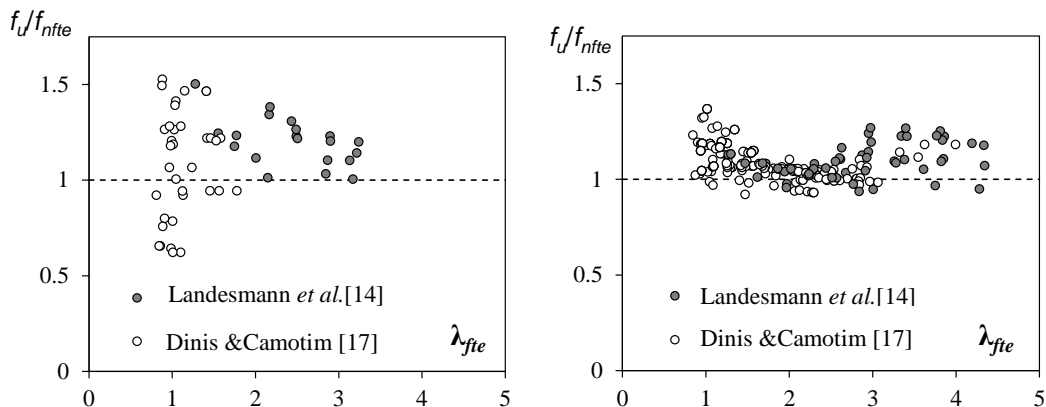 fu/fnfte
1.5
1
0.5
0
0 1 2 3 4 5
Landesmann et al.[14]
Dinis &Camotim [17]
λfte
fu/fnfte
1.5
1
0.5
0
0 1 2 3 4 5
Landesmann et al.[14]
Dinis &Camotim [17]
λfte